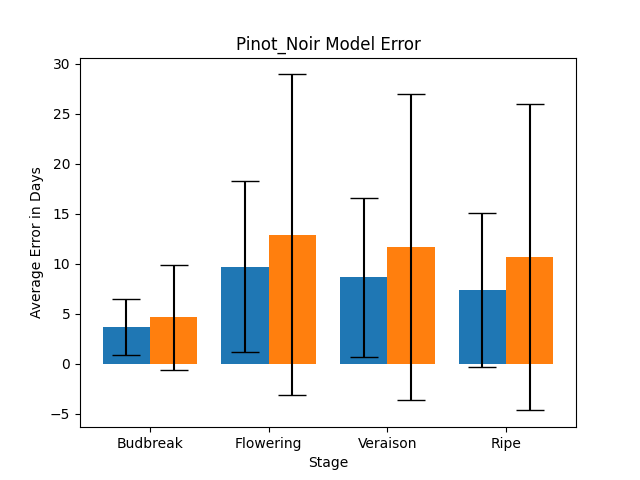 Pinot_Noir Model Error
Average Error in Days
30
25
20
15
10
5
0
−5
Budbreak Flowering Veraison Ripe
Stage